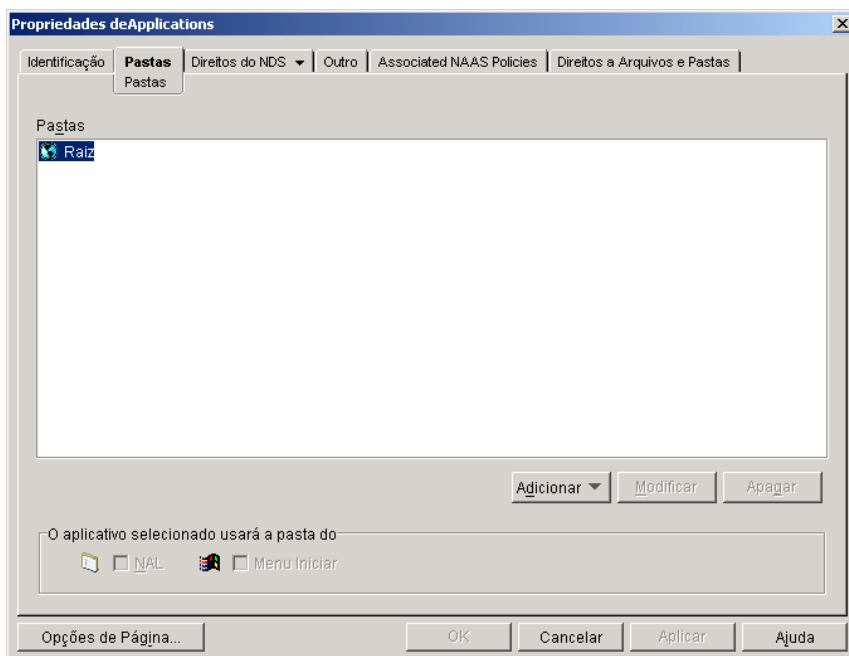 Propriedades deApplications
Identificação Pastas Direitos do NDS Outro Associated NAAS Policies Direitos a Arquivos e Pastas
Pastas
Pastas
Raiz
Adicionar Modificar Apagar
O aplicativo selecionado usará a pasta do
NAL Menu Iniciar
Opções de Página... OK Cancelar Aplicar Ajuda